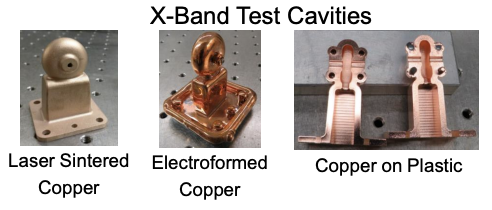 X-Band Test Cavities
Laser Sintered
Copper
Electroformed
Copper
Copper on Plastic